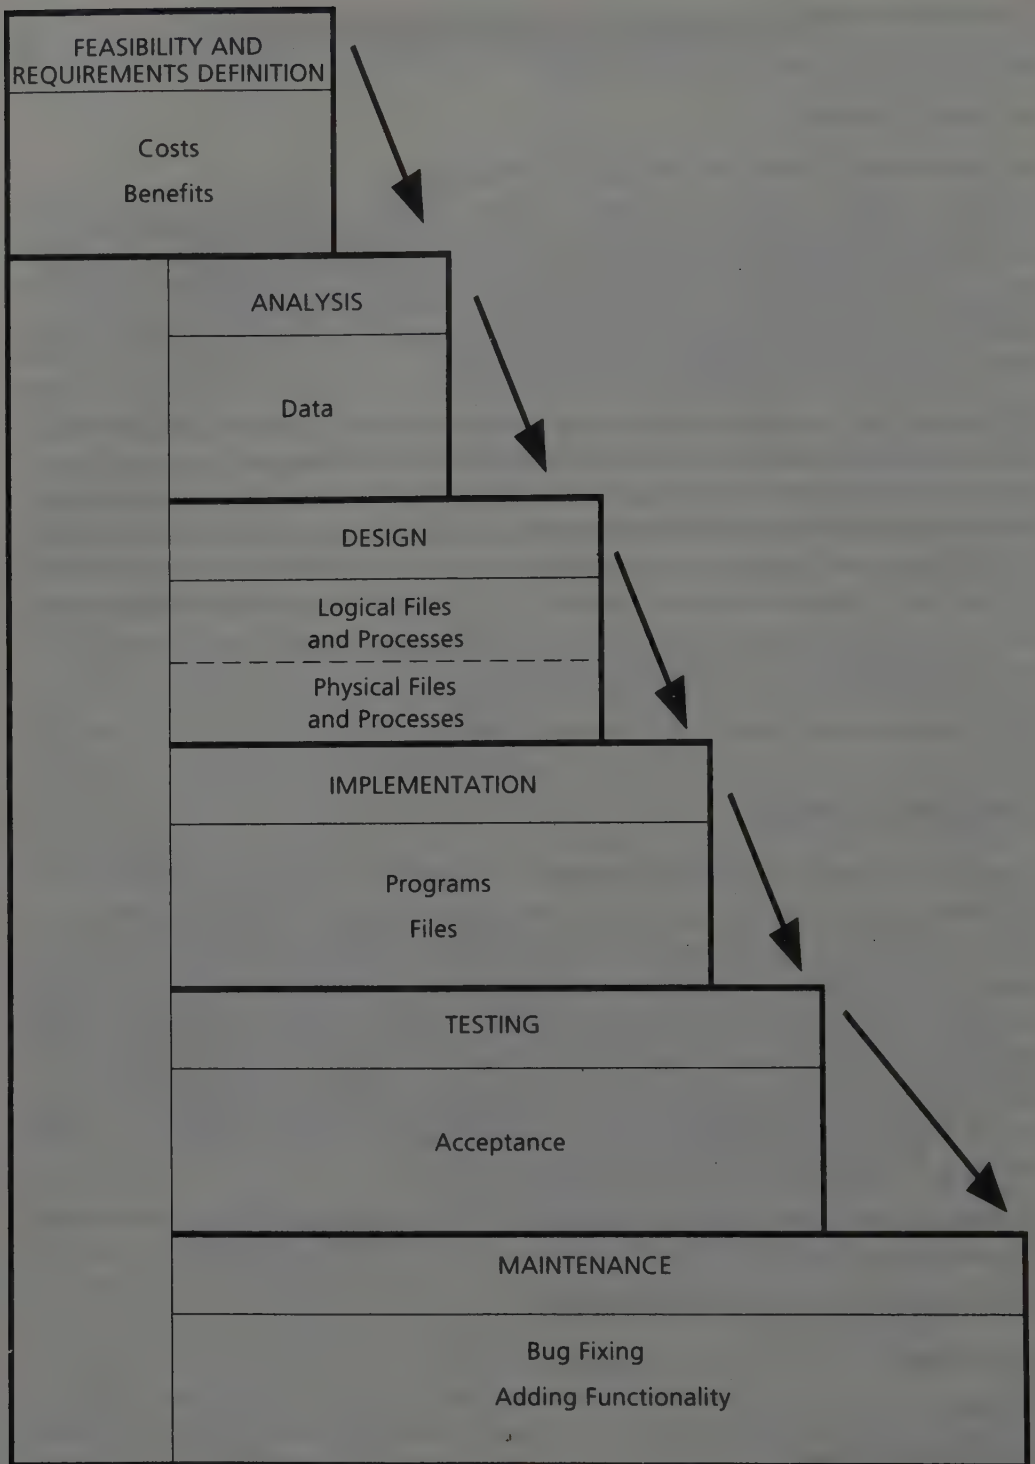 FEASIBILITY AND
REQUIREMENTS DEFINITION
Costs
Benefits
ANALYSIS
Data
DESIGN
Logical Files
and Processes
Physical Files
and Processes
IMPLEMENTATION
Programs
Files
TESTING
Acceptance
MAINTENANCE
Bug Fixing
Adding Functionality